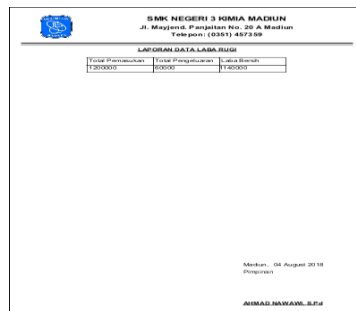 SMK NEGERI 3 KIMIA MADIUN
Jl. Mayjend. Panjaitan No. 20 A Madiun
Telepon: (0351) 457359
LAPORAN DATA LABA RUGI
Total Pemasukan Total Pengeluaran Laba Bersih
1200000 60000 1140000
Madiun, 04 August 2018
Pimpinan
AHMAD NAWAWI, S.Pd